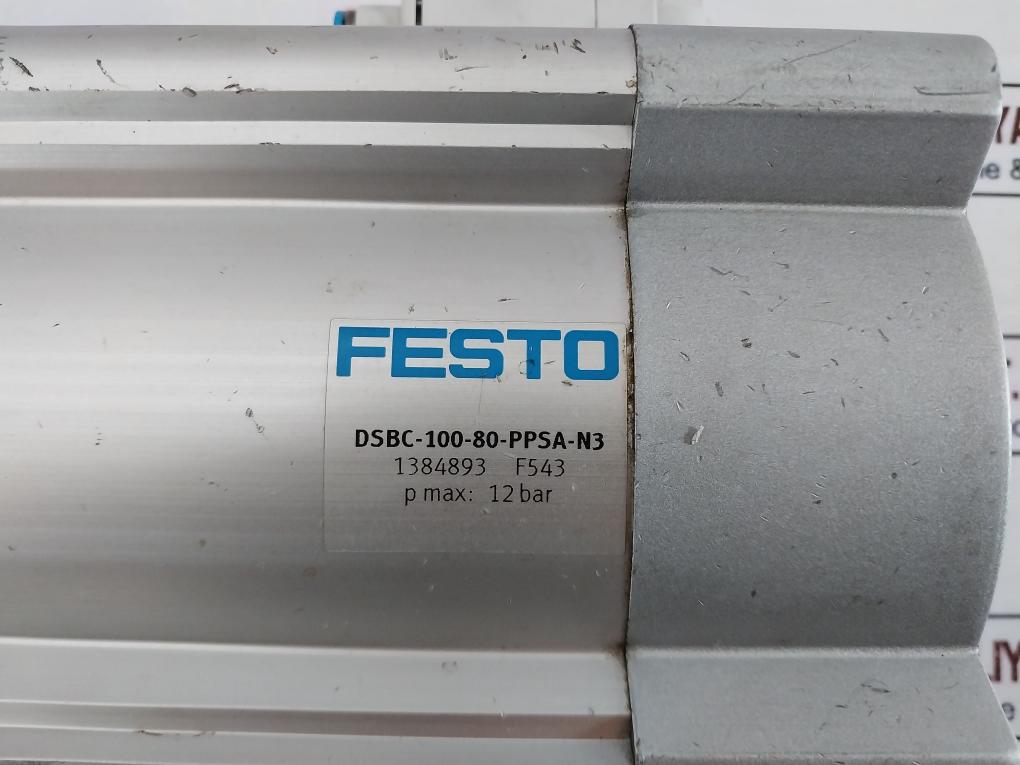 FESTO
DSBC-100-80-PPSA-N3
1384893 F543
p max: 12 bar